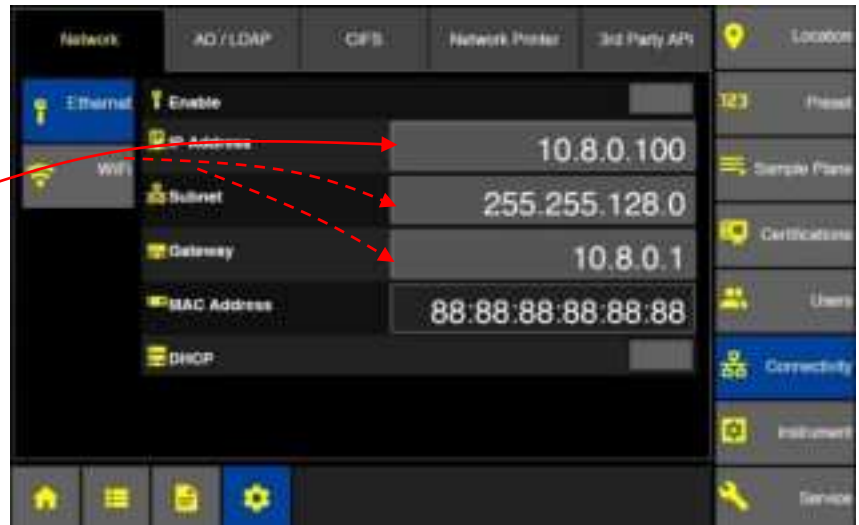 Network AD / LDAP CIFS Network Printer 3rd Party API
Location
Ethernet
Enable
123 Preset
IP Address
10.8.0.100
WiFi
Sample Plans
Subnet
255.255.128.0
Certifications
Gateway
10.8.0.1
MAC Address
88:88:88:88:88:88
Users
DHCP
Connectivity
Instrument
Service